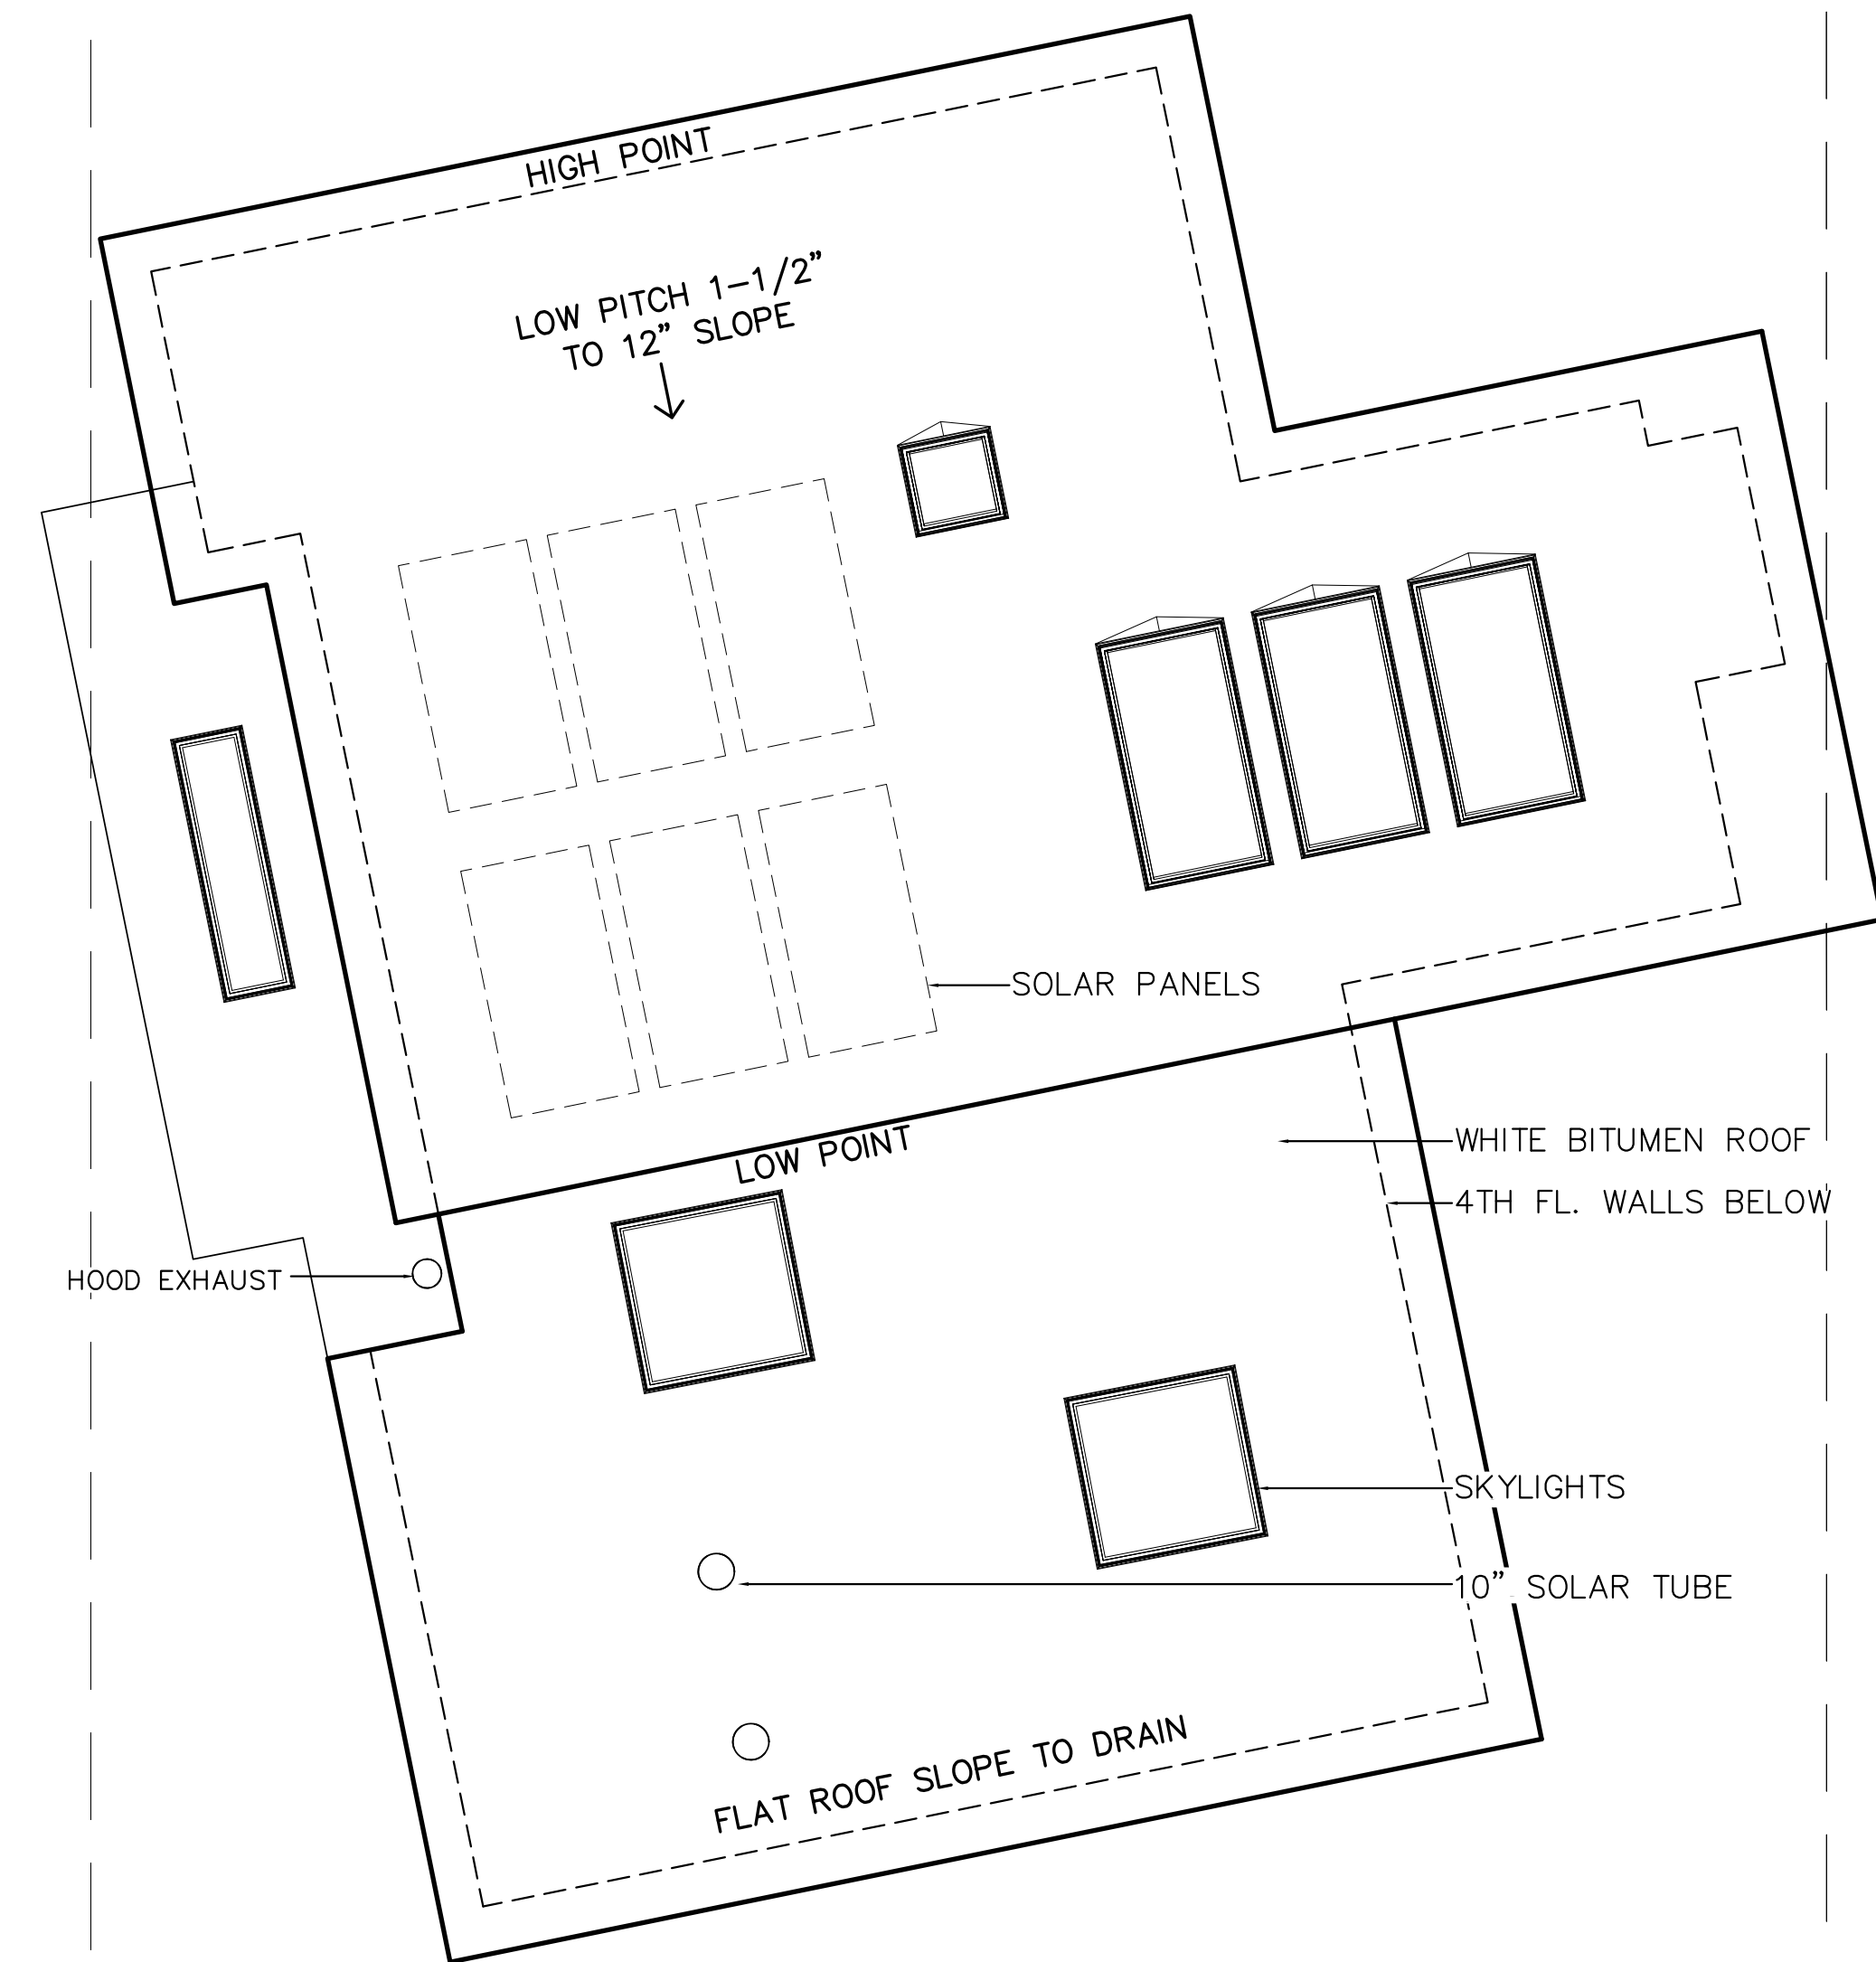 HIGH POINT
LOW PITCH 1-1/2"
TO 12" SLOPE
SOLAR PANELS
LOW POINT
WHITE BITUMEN ROOF
4TH FL. WALLS BELOW
HOOD EXHAUST
SKYLIGHTS
10" SOLAR TUBE
FLAT ROOF SLOPE TO DRAIN